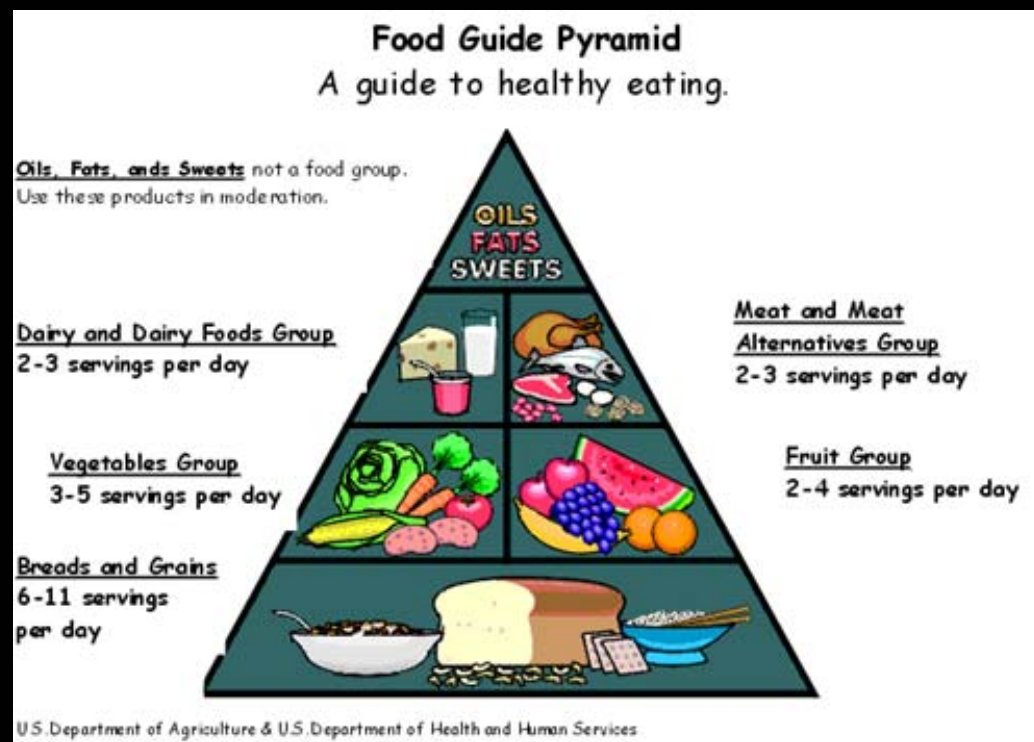 Food Guide Pyramid
A guide to healthy eating.
Oils, Fats, ands Sweets not a food group.
Use these products in moderation.
OILS
FATS
SWEETS
Dairy and Dairy Foods Group
2-3 servings per day
Meat and Meat
Alternatives Group
2-3 servings per day
Vegetables Group
3-5 servings per day
Fruit Group
2-4 servings per day
Breads and Grains
6-11 servings
per day
U.S.Department of Agriculture & U.S.Department of Health and Human Services